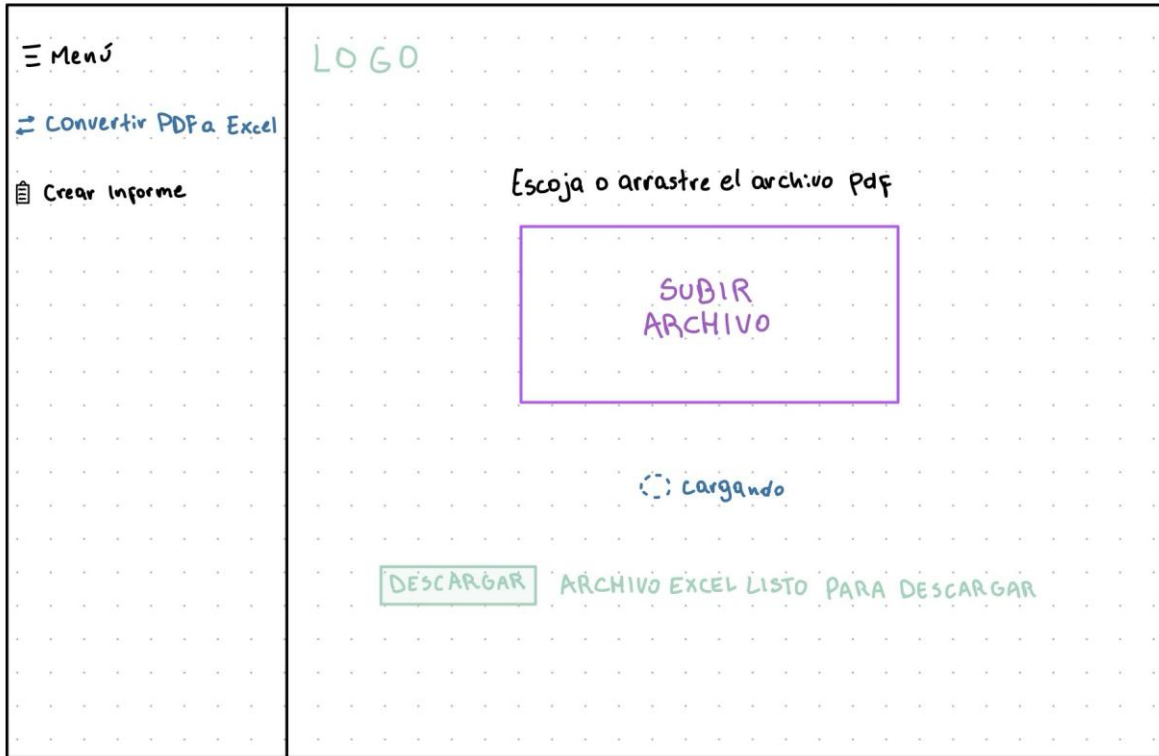 Menú
Convertir PDF a Excel
Crear Informe
LOGO
Escoja o arrastre el archivo pdf
SUBIR
ARCHIVO
cargando
DESCARGAR ARCHIVO EXCEL LISTO PARA DESCARGAR